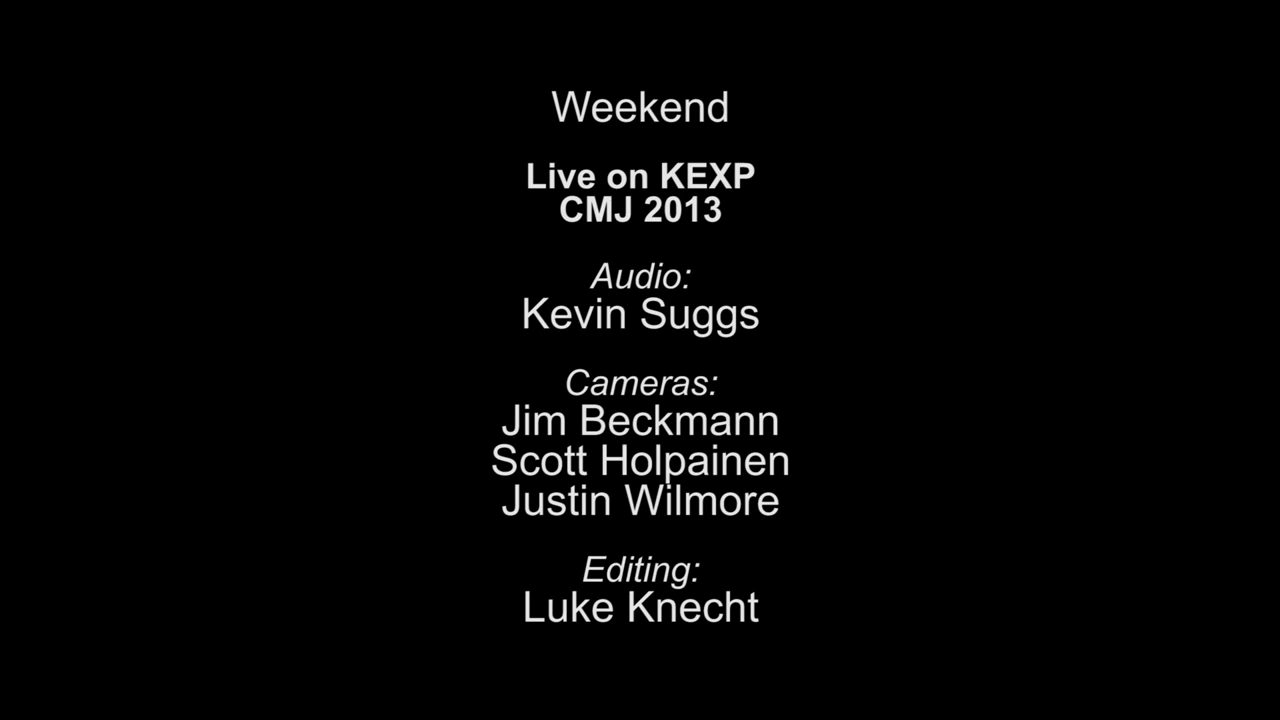 Weekend
Live on KEXP
CMJ 2013
Audio:
Kevin Suggs
Cameras:
Jim Beckmann
Scott Holpainen
Justin Wilmore
Editing:
Luke Knecht